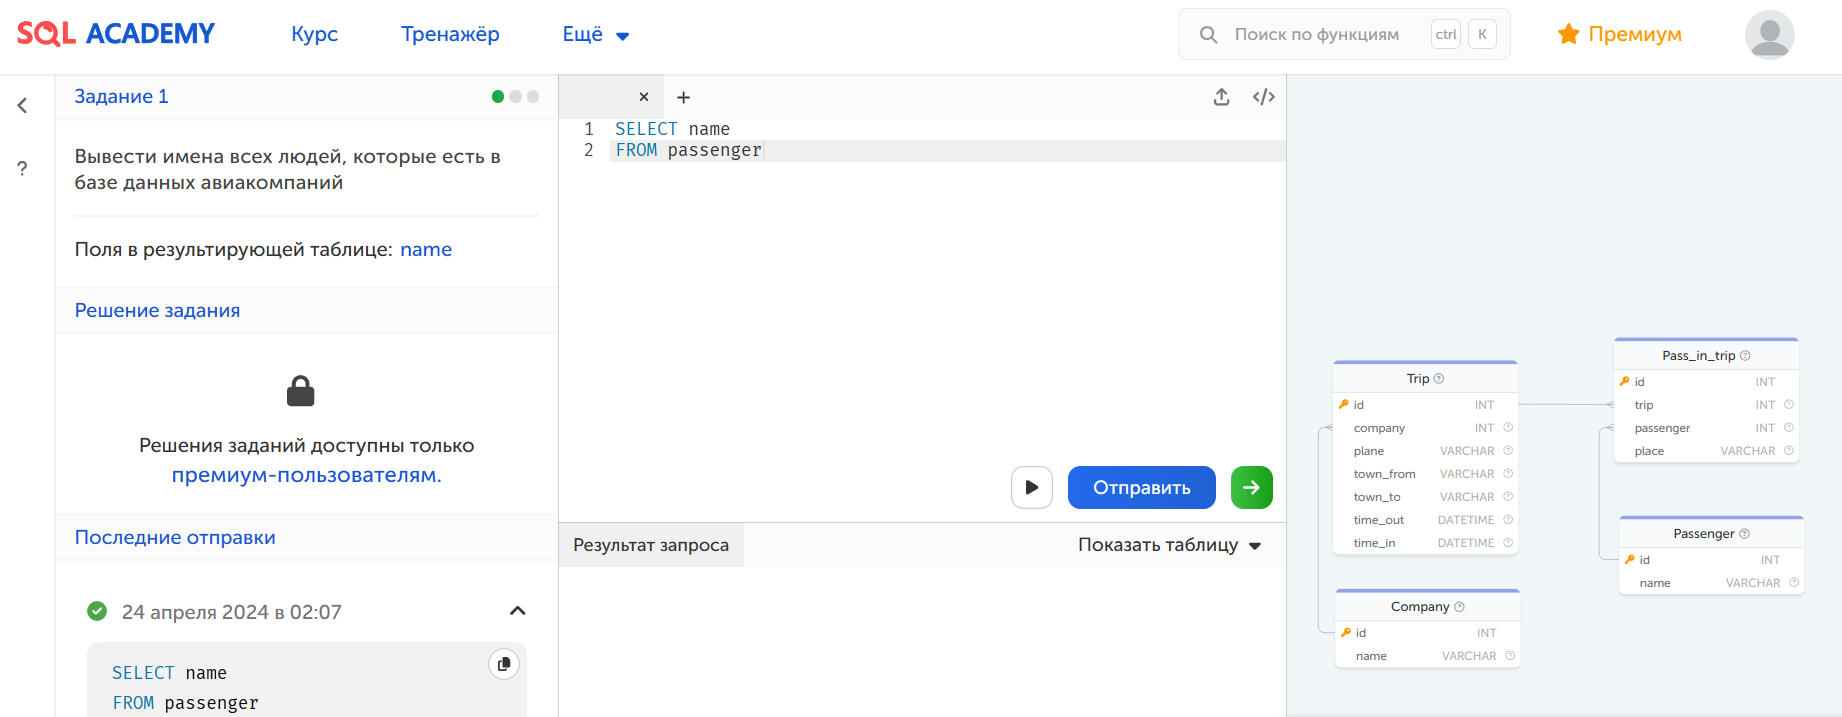 SQL ACADEMY
Курс
Тренажёр
Ещё
Поиск по функциям
ctrl
K
Премиум
Задание 1
Вывести имена всех людей, которые есть в
базе данных авиакомпаний
Поля в результирующей таблице: name
Решение задания
Решения заданий доступны только
премиум-пользователям.
Последние отправки
24 апреля 2024 в 02:07
SELECT name
FROM passenger
?
1 SELECT name
2 FROM passenger
Отправить
Результат запроса
Показать таблицу
Trip
id INT
company INT
plane VARCHAR
town_from VARCHAR
town_to VARCHAR
time_out DATETIME
time_in DATETIME
Company
id INT
name VARCHAR
Pass_in_trip
id INT
trip INT
passenger INT
place VARCHAR
Passenger
id INT
name VARCHAR